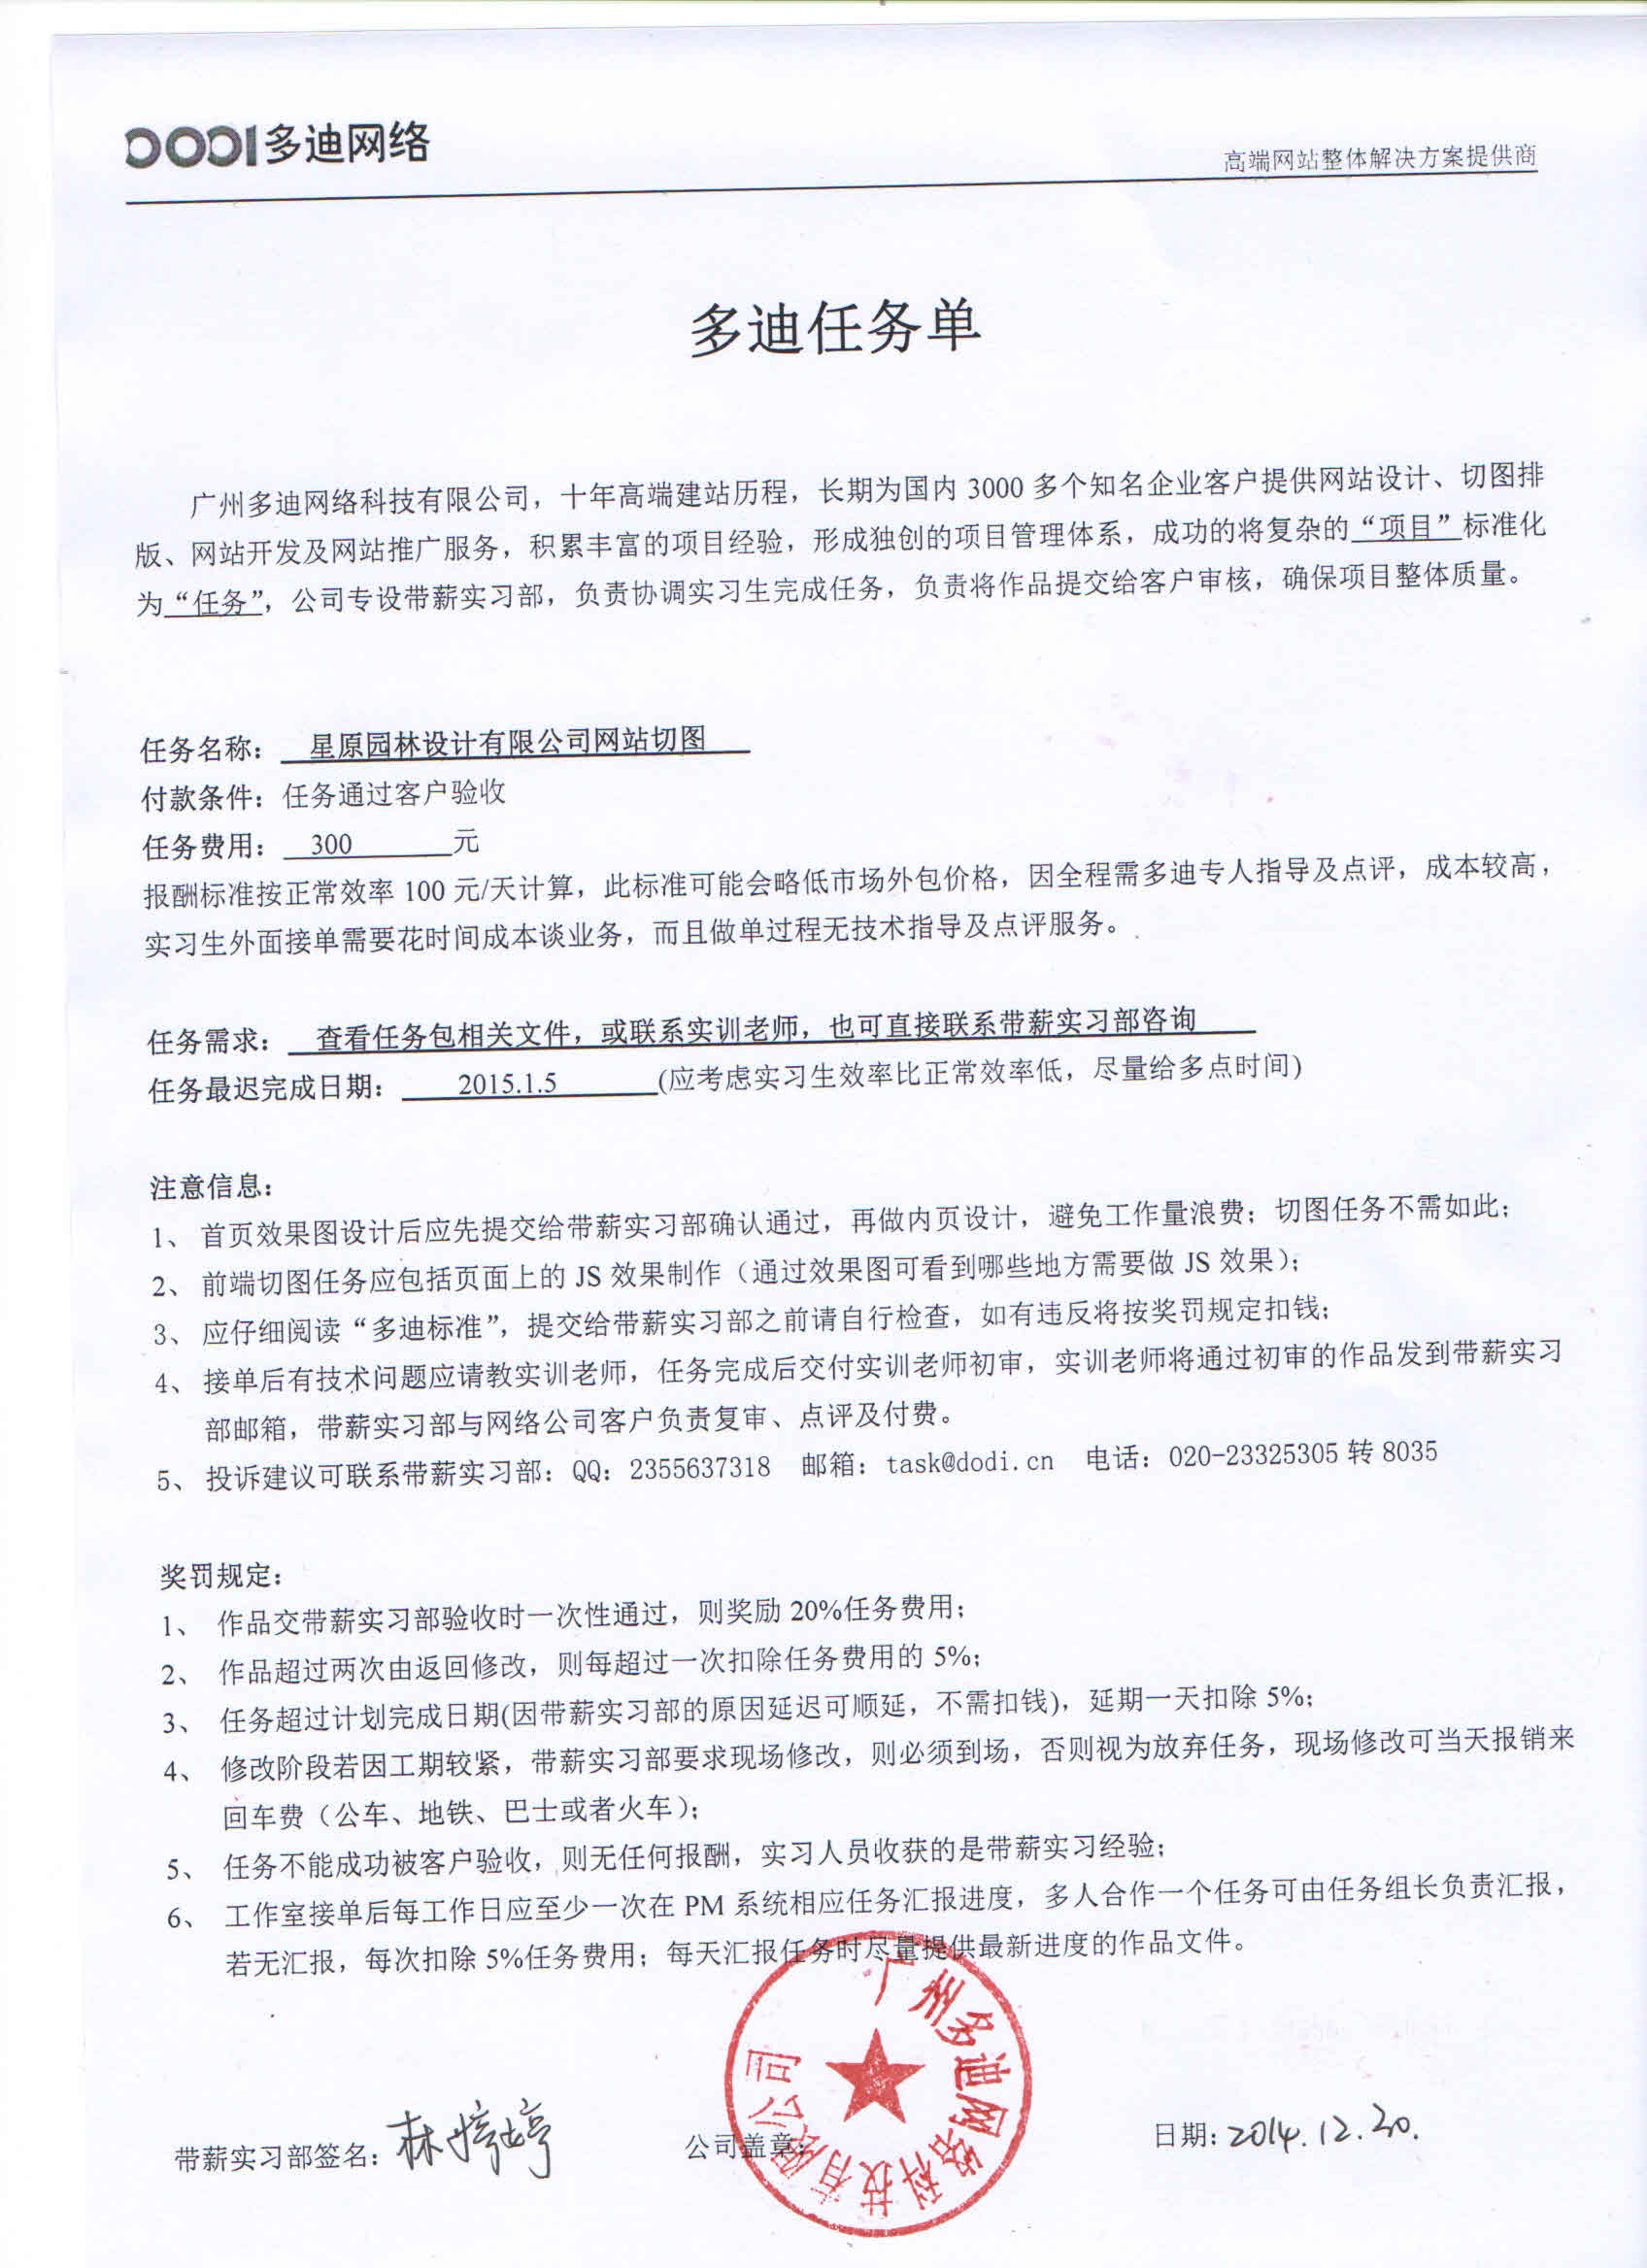 DODI多迪网络
高端网站整体解决方案提供商
多迪任务单
广州多迪网络科技有限公司，十年高端建站历程，长期为国内 3000 多个知名企业客户提供网站设计、切图排
版、网站开发及网站推广服务，积累丰富的项目经验，形成独创的项目管理体系，成功的将复杂的“项目”标准化
为“任务”，公司专设带薪实习部，负责协调实习生完成任务，负责将作品提交给客户审核，确保项目整体质量。
任务名称： 星原园林设计有限公司网站切图
付款条件：任务通过客户验收
任务费用： 300 元
报酬标准按正常效率 100 元/天计算，此标准可能会略低市场外包价格，因全程需多迪专人指导及点评，成本较高，
实习生外面接单需要花时间成本谈业务，而且做单过程无技术指导及点评服务。
任务需求： 查看任务包相关文件，或联系实训老师，也可直接联系带薪实习部咨询
任务最迟完成日期： 2015.1.5 (应考虑实习生效率比正常效率低，尽量给多点时间)
注意信息：
1、 首页效果图设计后应先提交给带薪实习部确认通过，再做内页设计，避免工作量浪费；切图任务不需如此；
2、 前端切图任务应包括页面上的 JS 效果制作（通过效果图可看到哪些地方需要做 JS 效果）；
3、 应仔细阅读“多迪标准”，提交给带薪实习部之前请自行检查，如有违反将按奖罚规定扣钱；
4、 接单后有技术问题应请教实训老师，任务完成后交付实训老师初审，实训老师将通过初审的作品发到带薪实习
部邮箱，带薪实习部与网络公司客户负责复审、点评及付费。
5、 投诉建议可联系带薪实习部：QQ：2355637318 邮箱：task@dodi.cn 电话：020-23325305 转 8035
奖罚规定：
1、 作品交带薪实习部验收时一次性通过，则奖励 20%任务费用；
2、 作品超过两次由返回修改，则每超过一次扣除任务费用的 5%；
3、 任务超过计划完成日期(因带薪实习部的原因延迟可顺延，不需扣钱)，延期一天扣除 5%；
4、 修改阶段若因工期较紧，带薪实习部要求现场修改，则必须到场，否则视为放弃任务，现场修改可当天报销来
回车费（公车、地铁、巴士或者火车）；
5、 任务不能成功被客户验收，则无任何报酬，实习人员收获的是带薪实习经验；
6、 工作室接单后每工作日应至少一次在 PM 系统相应任务汇报进度，多人合作一个任务可由任务组长负责汇报，
若无汇报，每次扣除 5%任务费用；每天汇报任务时尽量提供最新进度的作品文件。
广州多迪网络科技有限公司
带薪实习部签名：林婷婷 公司盖章： 日期：2014.12.30.